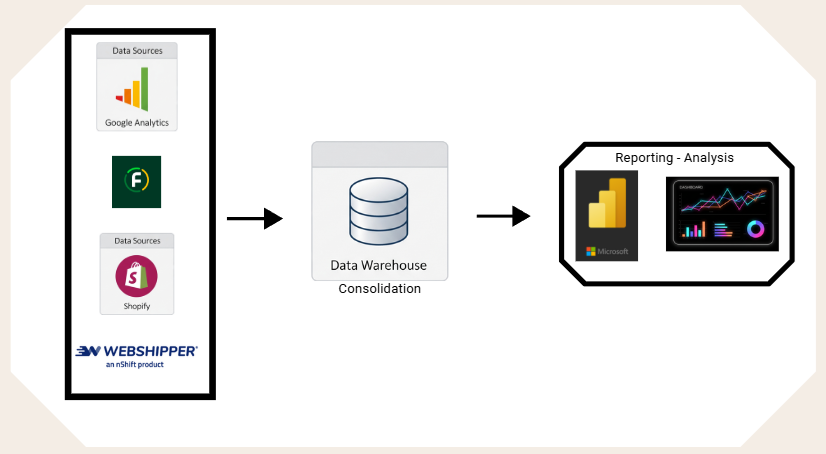 Data Sources
Google Analytics
F
Data Sources
S
Shopify
W WEBSHIPPER®
an nShift product
Data Warehouse
Consolidation
Reporting - Analysis
Microsoft
DASHBOARD